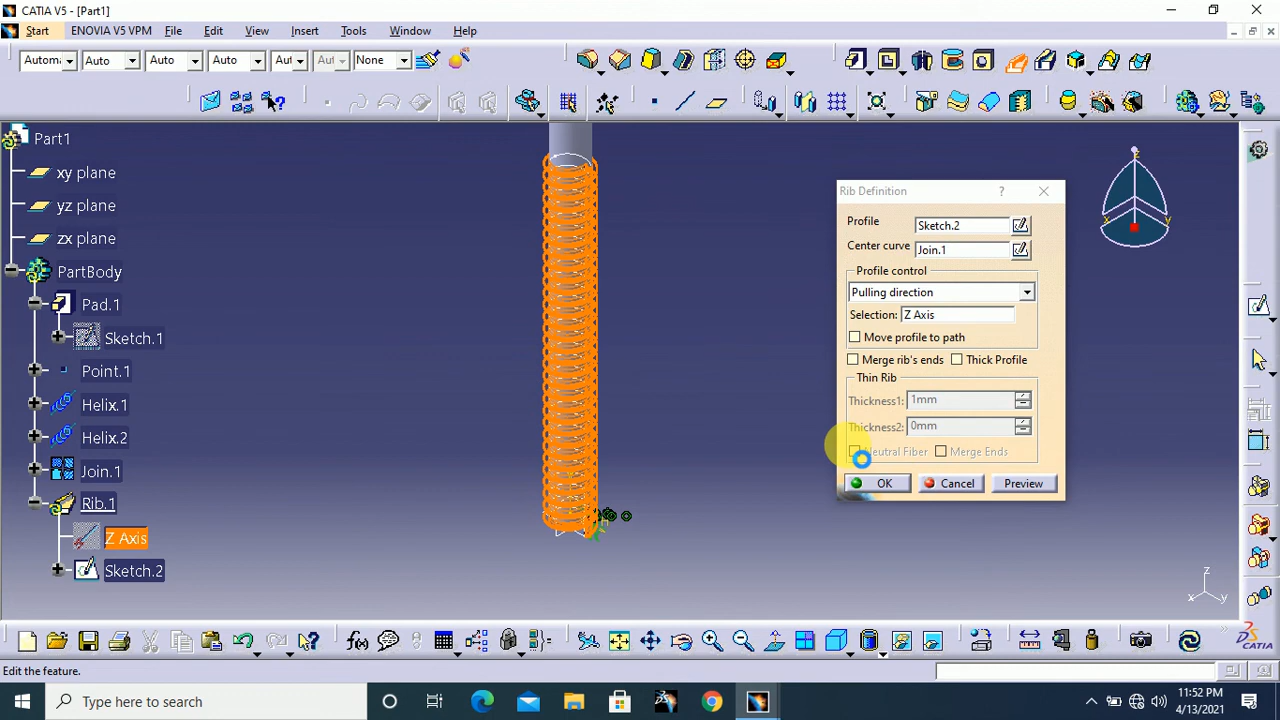 CATIA V5 - [Part1]
Start ENOVIA V5 VPM File Edit View Insert Tools Window Help
Autom Auto Auto Auto Aut Aut None
Part1
xy plane
yz plane
zx plane
PartBody
Pad.1
Sketch.1
Point.1
Helix.1
Helix.2
Join.1
Rib.1
Z Axis
Sketch.2
Rib Definition
Profile Sketch.2
Center curve Join.1
Profile control
Pulling direction
Selection: Z Axis
Move profile to path
Merge rib's ends Thick Profile
Thin Rib
Thickness1: 1mm
Thickness2: 0mm
Neutral Fiber Merge Ends
OK Cancel Preview
z
x y
z
x y
f(x)
CATIA
Edit the feature.
Type here to search
11:52 PM
4/13/2021